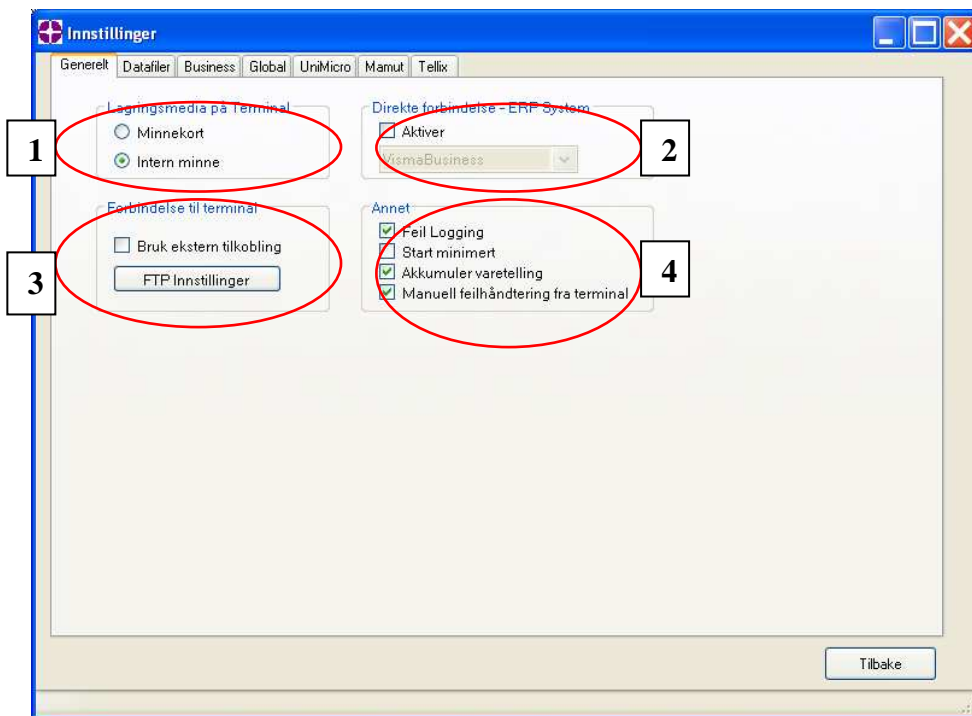 Innstillinger
Generelt Datafiler Business Global UniMicro Mamut Tellix
Lagringsmedia på Terminal
Minnekort
Intern minne
1
Direkte forbindelse - ERP System
Aktiver
VismaBusiness
2
Forbindelse til terminal
Bruk ekstern tilkobling
FTP Innstillinger
3
Annet
Feil Logging
Start minimert
Akkumuler varetelling
Manuell feilhåndtering fra terminal
4
Tilbake